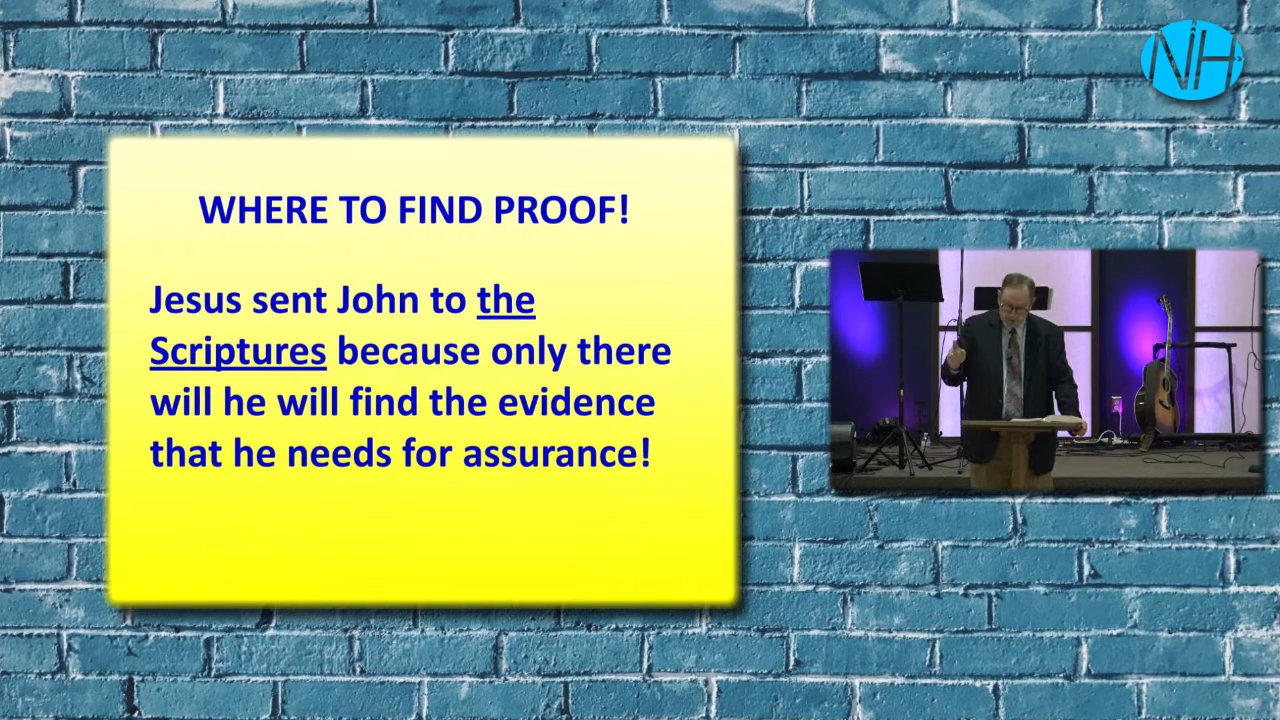 NH
WHERE TO FIND PROOF!
Jesus sent John to the
Scriptures because only there
will he will find the evidence
that he needs for assurance!